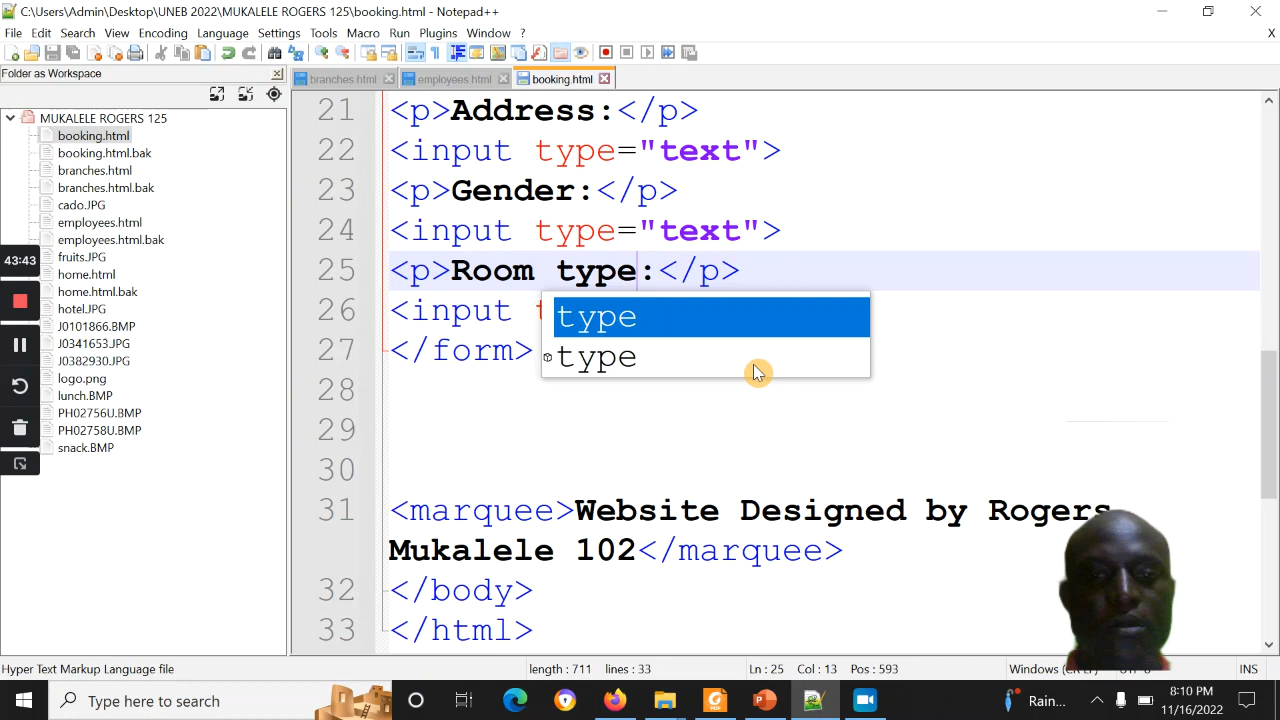 C:\Users\Admin\Desktop\UNEB 2022\MUKALELE ROGERS 125\booking.html - Notepad++
File Edit Search View Encoding Language Settings Tools Macro Run Plugins Window ? X
Folder as Workspace
branches.html employees.html booking.html
MUKALELE ROGERS 125
booking.html
booking.html.bak
branches.html
branches.html.bak
cado.JPG
employees.html
employees.html.bak
fruits.JPG
home.html
home.html.bak
hotel.JPG
J0101866.BMP
J0341653.JPG
J0382930.JPG
logo.png
lunch.BMP
PH02756U.BMP
PH02758U.BMP
snack.BMP
43:43
21 <p>Address:</p>
22 <input type="text">
23 <p>Gender:</p>
24 <input type="text">
25 <p>Room type:</p>
26 <input t
type
type
27 </form>
28
29
30
31 <marquee>Website Designed by Rogers
Mukalele 102</marquee>
32 </body>
33 </html>
Hyper Text Markup Language file length : 711 lines : 33 Ln : 25 Col : 13 Pos : 593 Windows INS
Type here to search Rain... 8:10 PM
11/16/2022